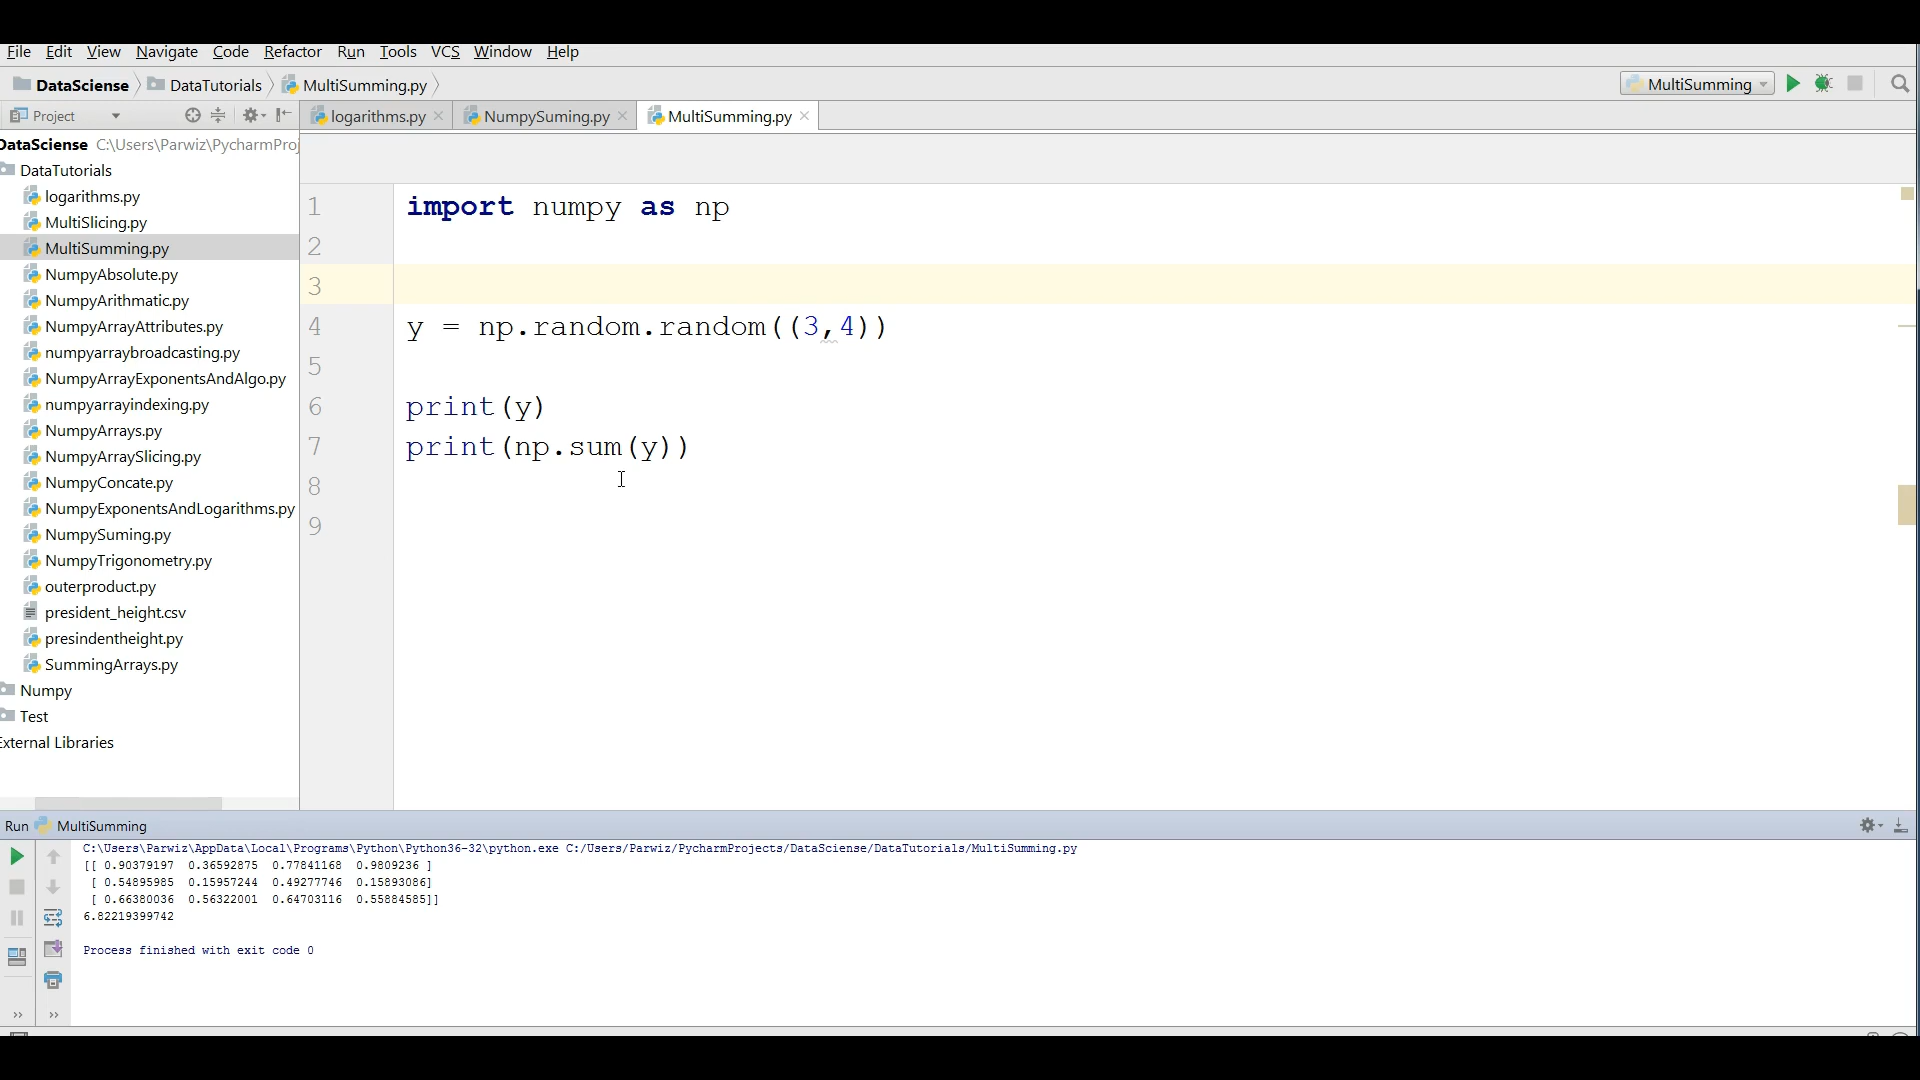 File Edit View Navigate Code Refactor Run Tools VCS Window Help
DataSciense DataTutorials MultiSumming.py MultiSumming
Project logarithms.py NumpySuming.py MultiSumming.py
DataSciense C:\Users\Parwiz\PycharmProj
DataTutorials
logarithms.py
MultiSlicing.py
MultiSumming.py
NumpyAbsolute.py
NumpyArithmatic.py
NumpyArrayAttributes.py
numpyarraybroadcasting.py
NumpyArrayExponentsAndAlgo.py
numpyarrayindexing.py
NumpyArrays.py
NumpyArraySlicing.py
NumpyConcate.py
NumpyExponentsAndLogarithms.py
NumpySuming.py
NumpyTrigonometry.py
outerproduct.py
president_height.csv
presindentheight.py
SummingArrays.py
Numpy
Test
External Libraries
1 import numpy as np
2
3
4 y = np.random.random((3,4))
5
6 print(y)
7 print(np.sum(y))
8
9
Run MultiSumming
C:\Users\Parwiz\AppData\Local\Programs\Python\Python36-32\python.exe C:/Users/Parwiz/PycharmProjects/DataSciense/DataTutorials/MultiSumming.py
[[ 0.90379197 0.36592875 0.77841168 0.9809236 ]
[ 0.54895985 0.15957244 0.49277746 0.15893086]
[ 0.66380036 0.56322001 0.64703116 0.55884585]]
6.82219399742
Process finished with exit code 0